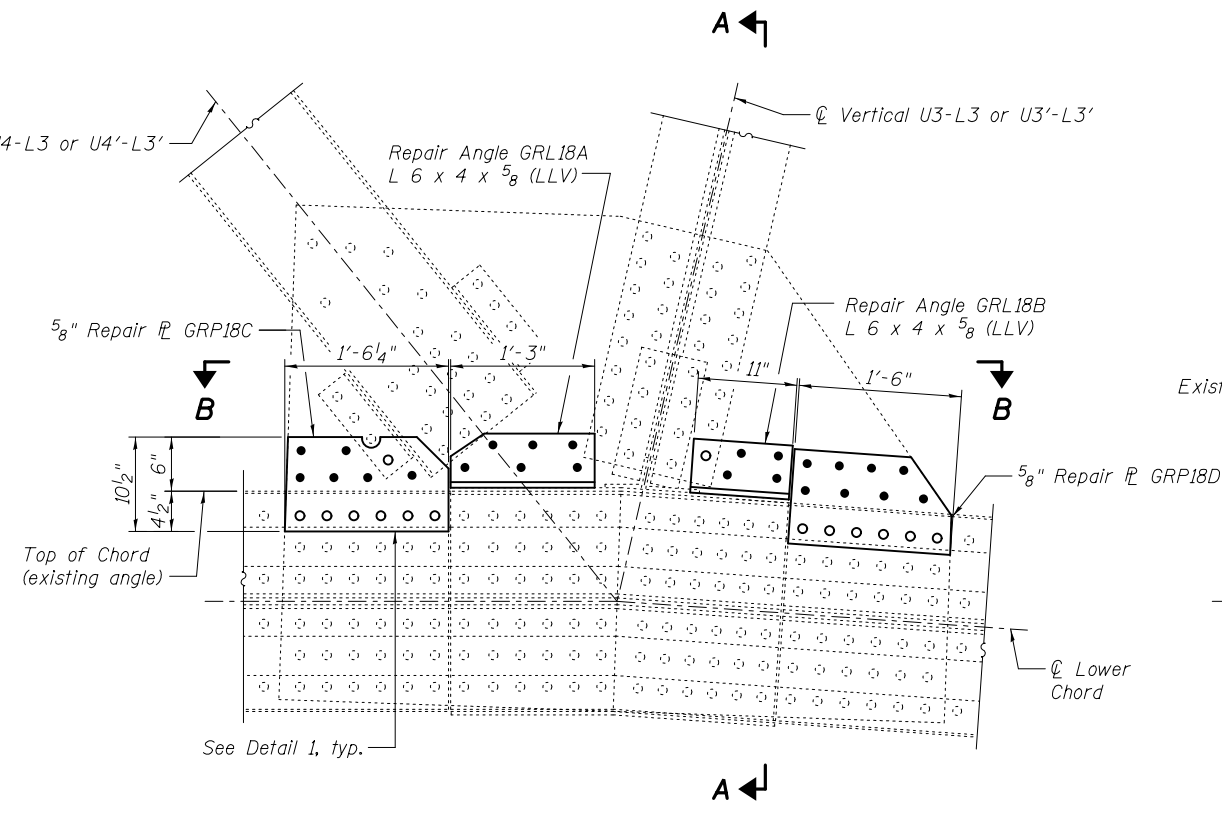 A
4-L3 or U4'-L3'
Repair Angle GRL18A
L 6 x 4 x 5/8 (LLV)
℄ Vertical U3-L3 or U3'-L3'
Repair Angle GRL18B
L 6 x 4 x 5/8 (LLV)
5/8" Repair ℙL GRP18C
1'-6 1/4"
1'-3"
11"
1'-6"
B
B
Exist
10 1/2"
6"
4 1/2"
5/8" Repair ℙL GRP18D
Top of Chord
(existing angle)
℄ Lower
Chord
See Detail 1, typ.
A